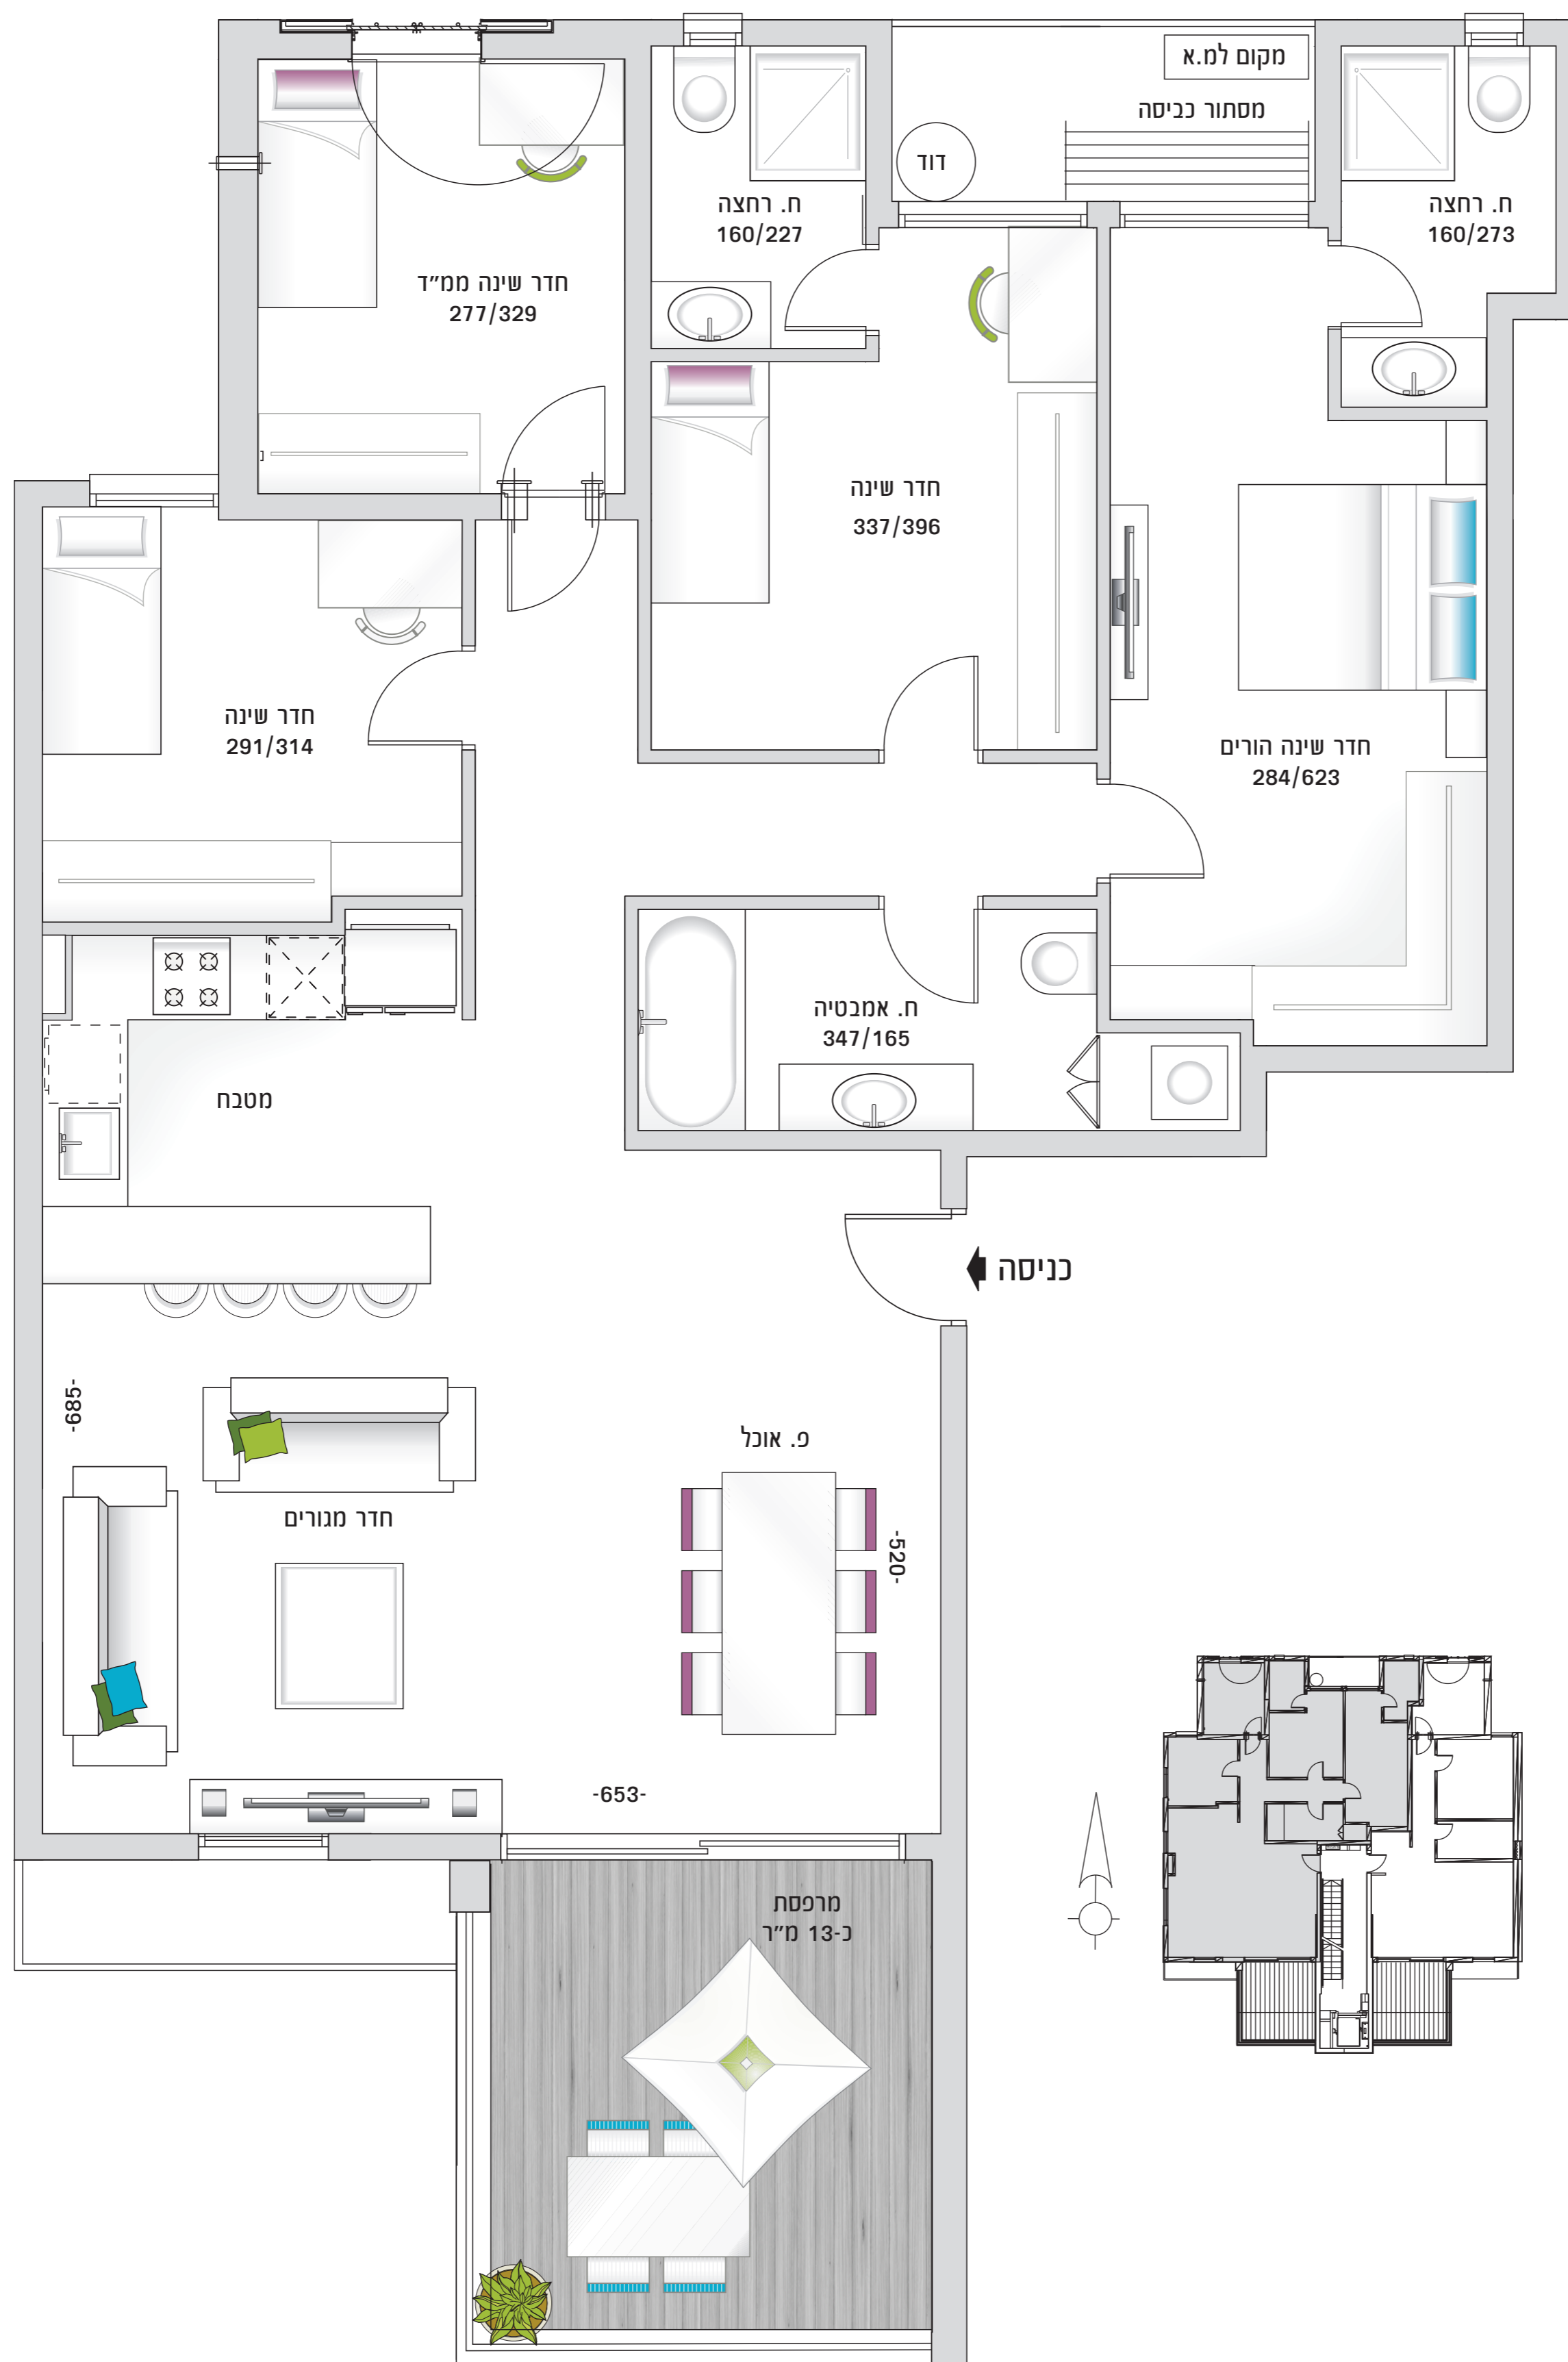 מקום למ.א
מסתור כביסה
דוד
ח. רחצה
160/273
ח. רחצה
160/227
חדר שינה ממ״ד
277/329
חדר שינה
337/396
חדר שינה
291/314
חדר שינה הורים
284/623
ח. אמבטיה
347/165
מטבח
כניסה
-685-
פ. אוכל
חדר מגורים
-520-
-653-
מרפסת
כ-13 מ״ר